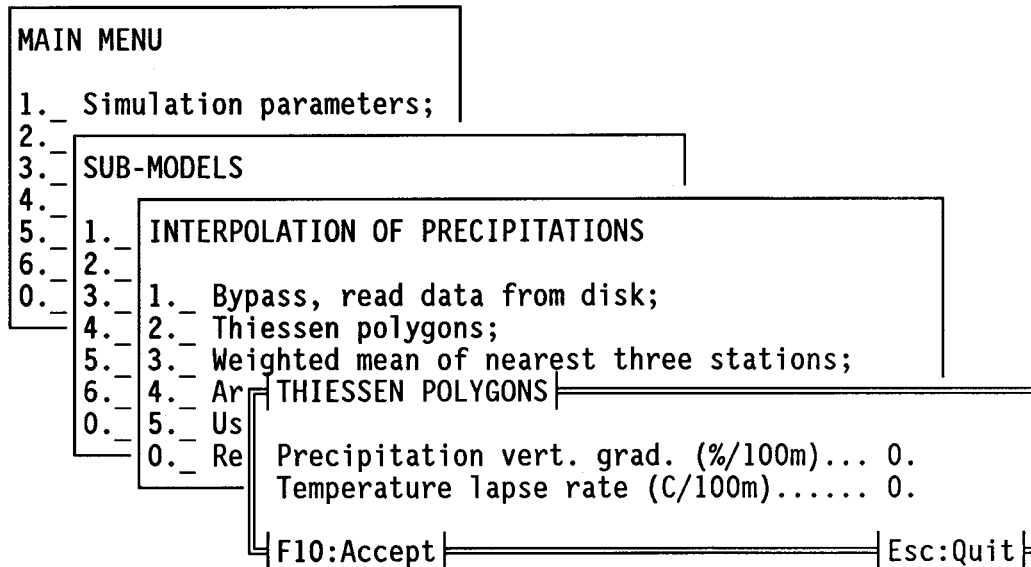 MAIN MENU
1._ Simulation parameters;
2._
3._
4._
5._
6._
0._
SUB-MODELS
1._
2._
3._
4._
5._
6._
0._
INTERPOLATION OF PRECIPITATIONS
1._ Bypass, read data from disk;
2._ Thiessen polygons;
3._ Weighted mean of nearest three stations;
4._ Ar
5._ Us
0._ Re
THIESSEN POLYGONS
Precipitation vert. grad. (%/100m)... 0.
Temperature lapse rate (C/100m)...... 0.
F10:Accept Esc:Quit